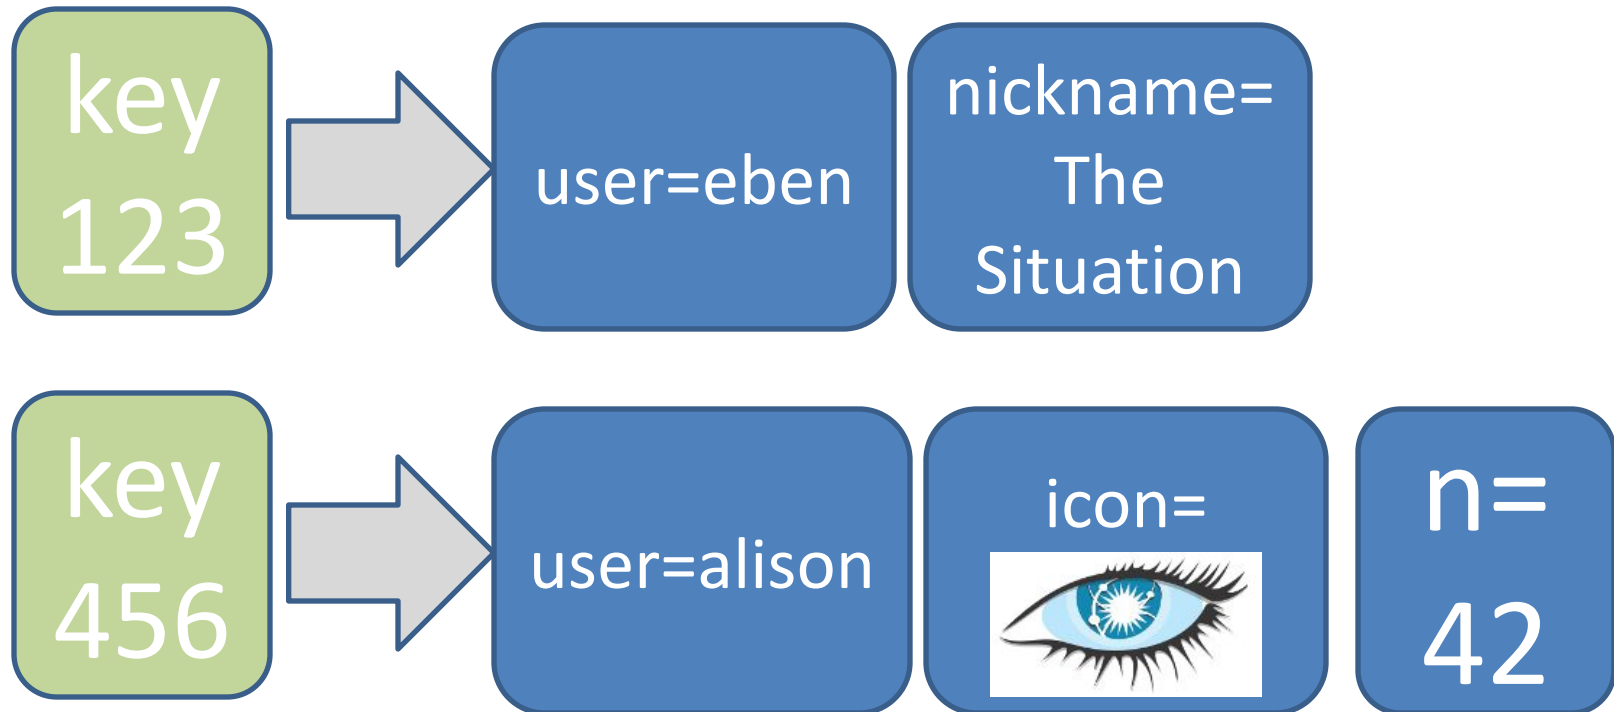 key
123
user=eben
nickname=
The
Situation
key
456
user=alison
icon=
n=
42